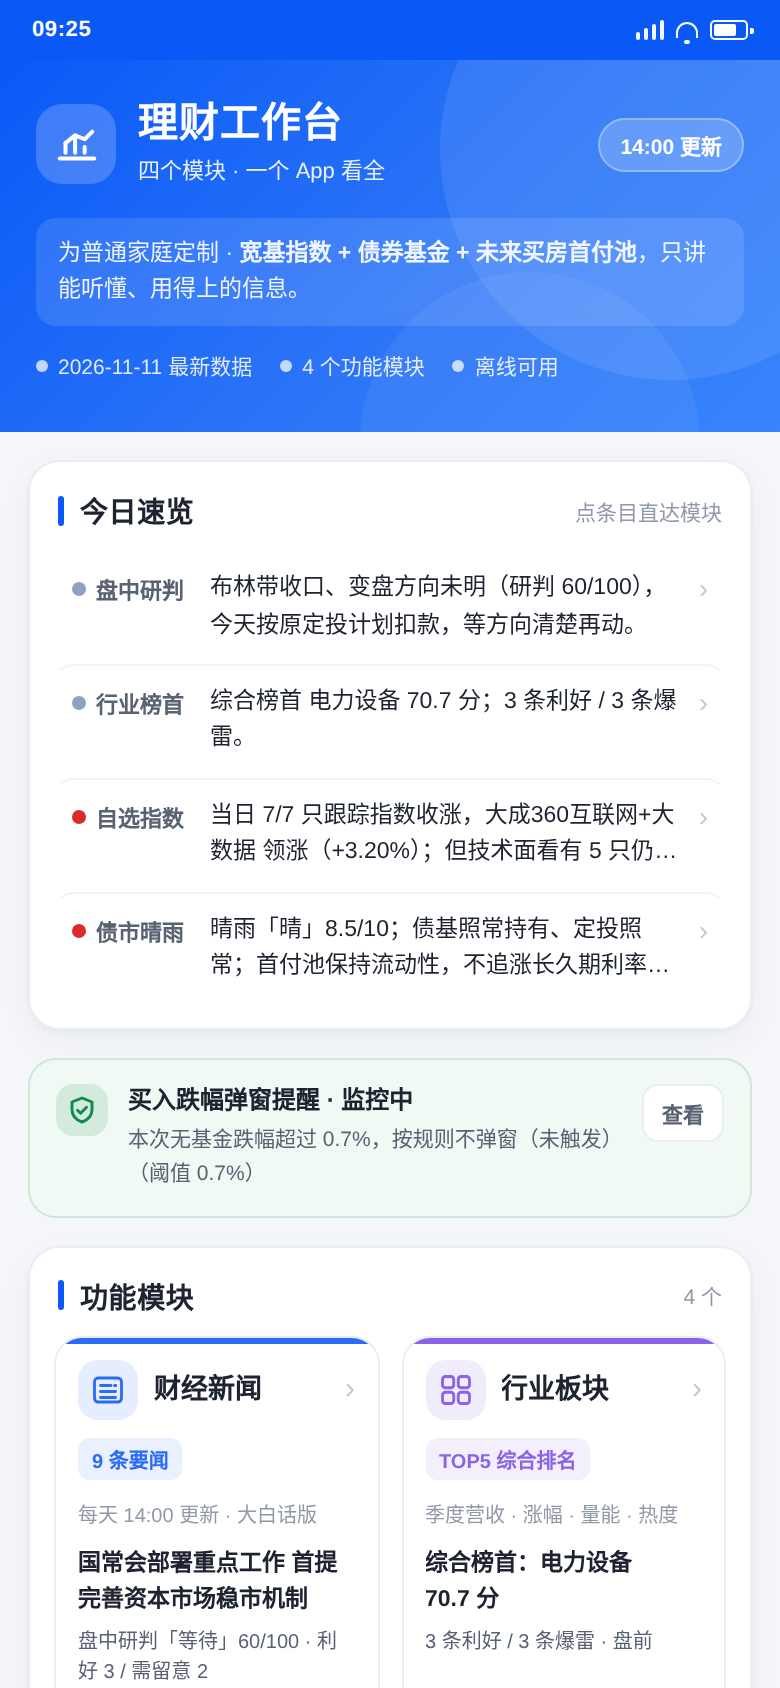 09:25
理财工作台
四个模块 · 一个 App 看全
14:00 更新
为普通家庭定制 · 宽基指数 + 债券基金 + 未来买房首付池，只讲
能听懂、用得上的信息。
2026-11-11 最新数据
4 个功能模块
离线可用
今日速览
点条目直达模块
盘中研判
布林带收口、变盘方向未明（研判 60/100），
今天按原定投计划扣款，等方向清楚再动。
行业榜首
综合榜首 电力设备 70.7 分；3 条利好 / 3 条爆
雷。
自选指数
当日 7/7 只跟踪指数收涨，大成360互联网+大
数据 领涨（+3.20%）；但技术面看有 5 只仍…
债市晴雨
晴雨「晴」8.5/10；债基照常持有、定投照
常；首付池保持流动性，不追涨长久期利率…
买入跌幅弹窗提醒 · 监控中
本次无基金跌幅超过 0.7%，按规则不弹窗（未触发）
（阈值 0.7%）
查看
功能模块
4 个
财经新闻
9 条要闻
每天 14:00 更新 · 大白话版
国常会部署重点工作 首提
完善资本市场稳市机制
盘中研判「等待」60/100 · 利
好 3 / 需留意 2
行业板块
TOP5 综合排名
季度营收 · 涨幅 · 量能 · 热度
综合榜首：电力设备
70.7 分
3 条利好 / 3 条爆雷 · 盘前